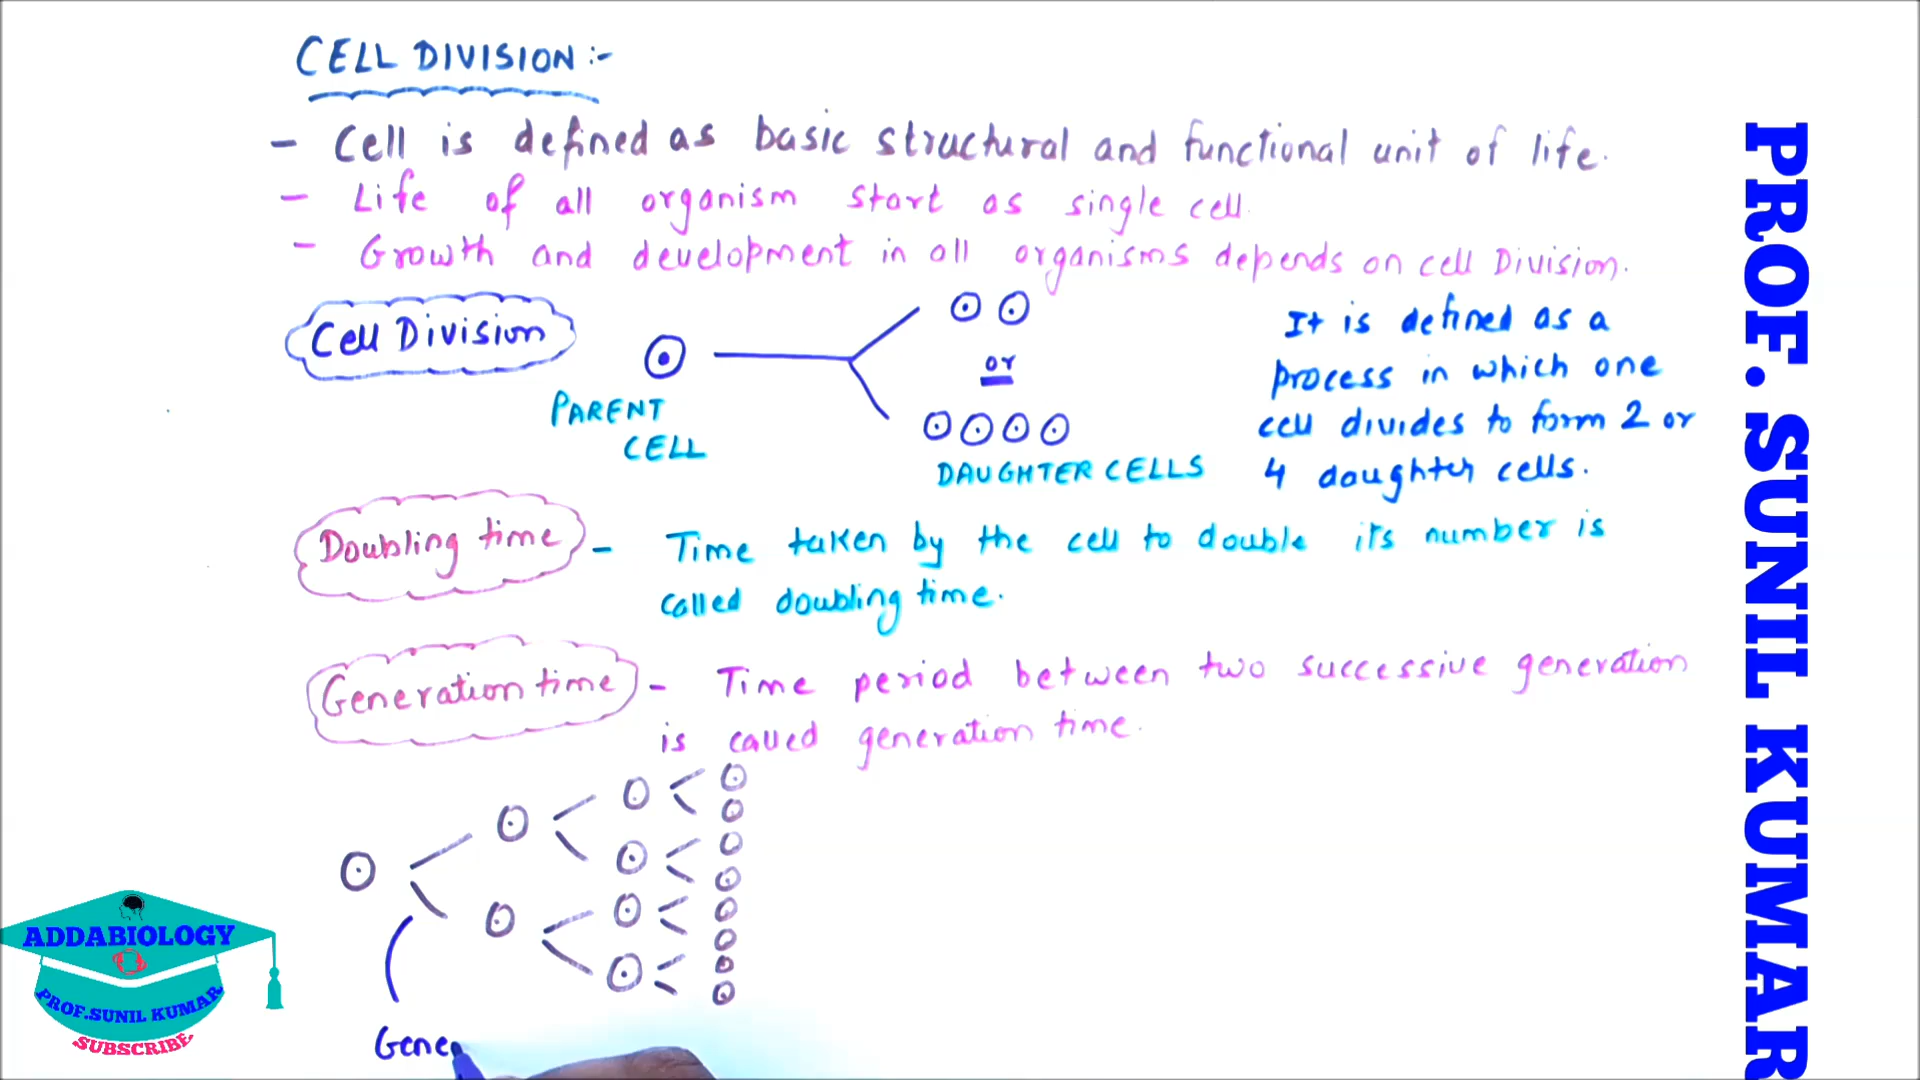 CELL DIVISION :-
- Cell is defined as basic structural and functional unit of life.
- Life of all organism start as single cell.
- Growth and development in all organisms depends on cell Division.
Cell Division
PARENT
CELL
or
DAUGHTER CELLS
It is defined as a
process in which one
cell divides to form 2 or
4 daughter cells.
Doubling time - Time taken by the cell to double its number is
called doubling time.
Generation time - Time period between two successive generation
is called generation time.
Gene
ADDABIOLOGY
PROF.SUNIL KUMAR
SUBSCRIBE
PROF. SUNIL KUMAR